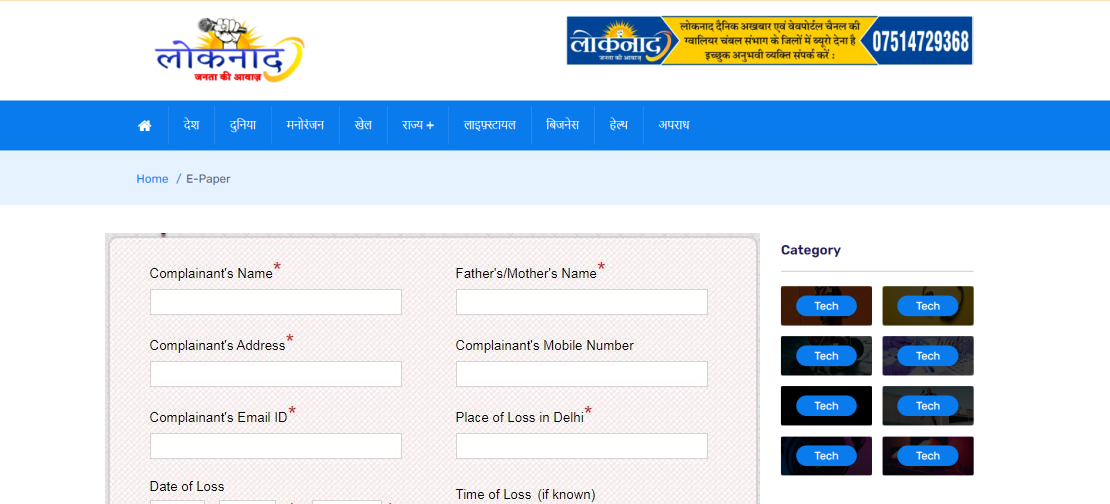 लोकनाद
जनता की आवाज़
लोकनाद
जनता की आवाज़
लोकनाद दैनिक अखबार एवं वेवपोर्टल चैनल की
ग्वालियर चंबल संभाग के जिलों में ब्यूरो देना है
इच्छुक अनुभवी व्यक्ति संपर्क करें :
07514729368
देश
दुनिया
मनोरंजन
खेल
राज्य +
लाइफ़्स्टायल
बिजनेस
हेल्थ
अपराध
Home / E-Paper
Complainant's Name*
Father's/Mother's Name*
Complainant's Address*
Complainant's Mobile Number
Complainant's Email ID*
Place of Loss in Delhi*
Date of Loss
Time of Loss (if known)
Category
Tech
Tech
Tech
Tech
Tech
Tech
Tech
Tech